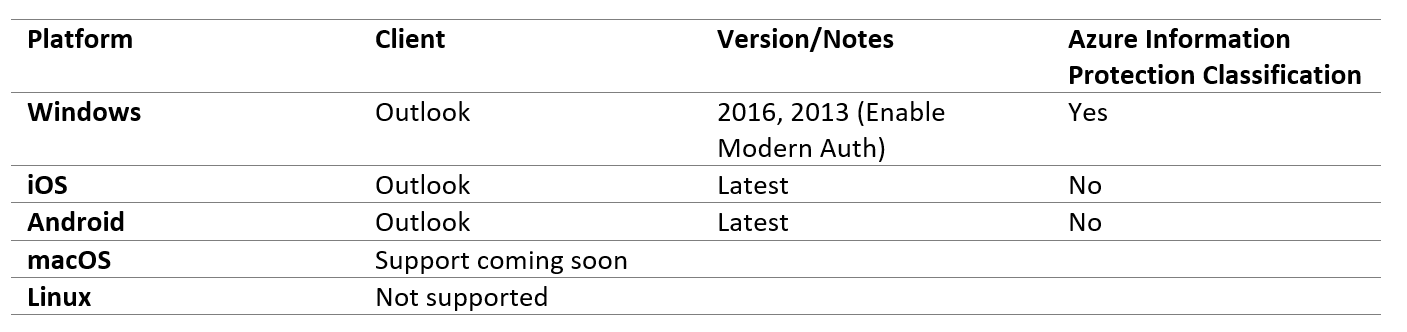 Platform Client Version/Notes Azure Information
Protection Classification
Windows Outlook 2016, 2013 (Enable Yes
Modern Auth)
iOS Outlook Latest No
Android Outlook Latest No
macOS Support coming soon
Linux Not supported